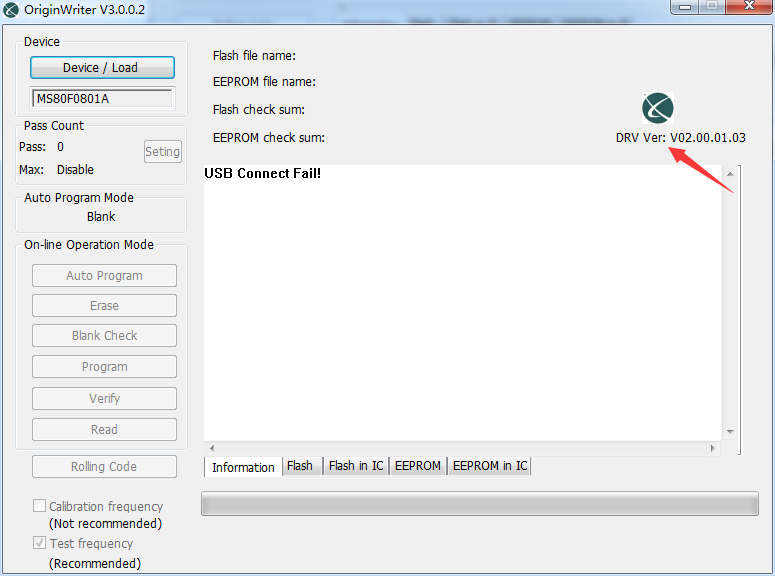 OriginWriter V3.0.0.2
Device
Device / Load
MS80F0801A
Pass Count
Pass: 0
Seting
Max: Disable
Auto Program Mode
Blank
On-line Operation Mode
Auto Program
Erase
Blank Check
Program
Verify
Read
Rolling Code
Calibration frequency
(Not recommended)
Test frequency
(Recommended)
Flash file name:
EEPROM file name:
Flash check sum:
EEPROM check sum:
DRV Ver: V02.00.01.03
USB Connect Fail!
Information Flash Flash in IC EEPROM EEPROM in IC